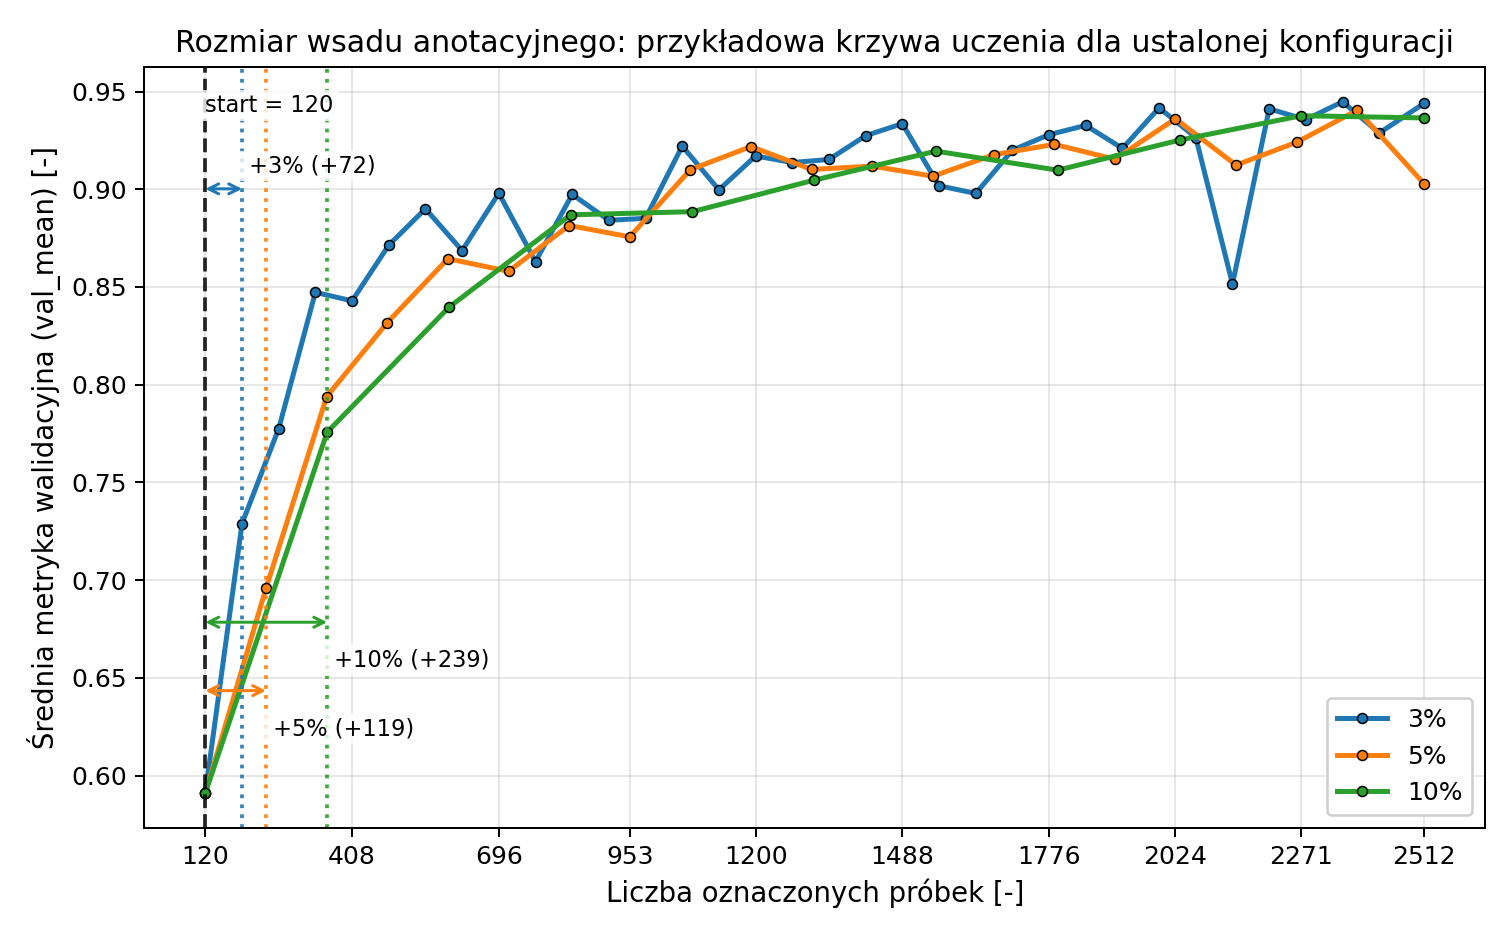 Rozmiar wsadu anotacyjnego: przykładowa krzywa uczenia dla ustalonej konfiguracji
Średnia metryka walidacyjna (val_mean) [-]
0.95
0.90
0.85
0.80
0.75
0.70
0.65
0.60
start = 120
+3% (+72)
+10% (+239)
+5% (+119)
3%
5%
10%
120 408 696 953 1200 1488 1776 2024 2271 2512
Liczba oznaczonych próbek [-]